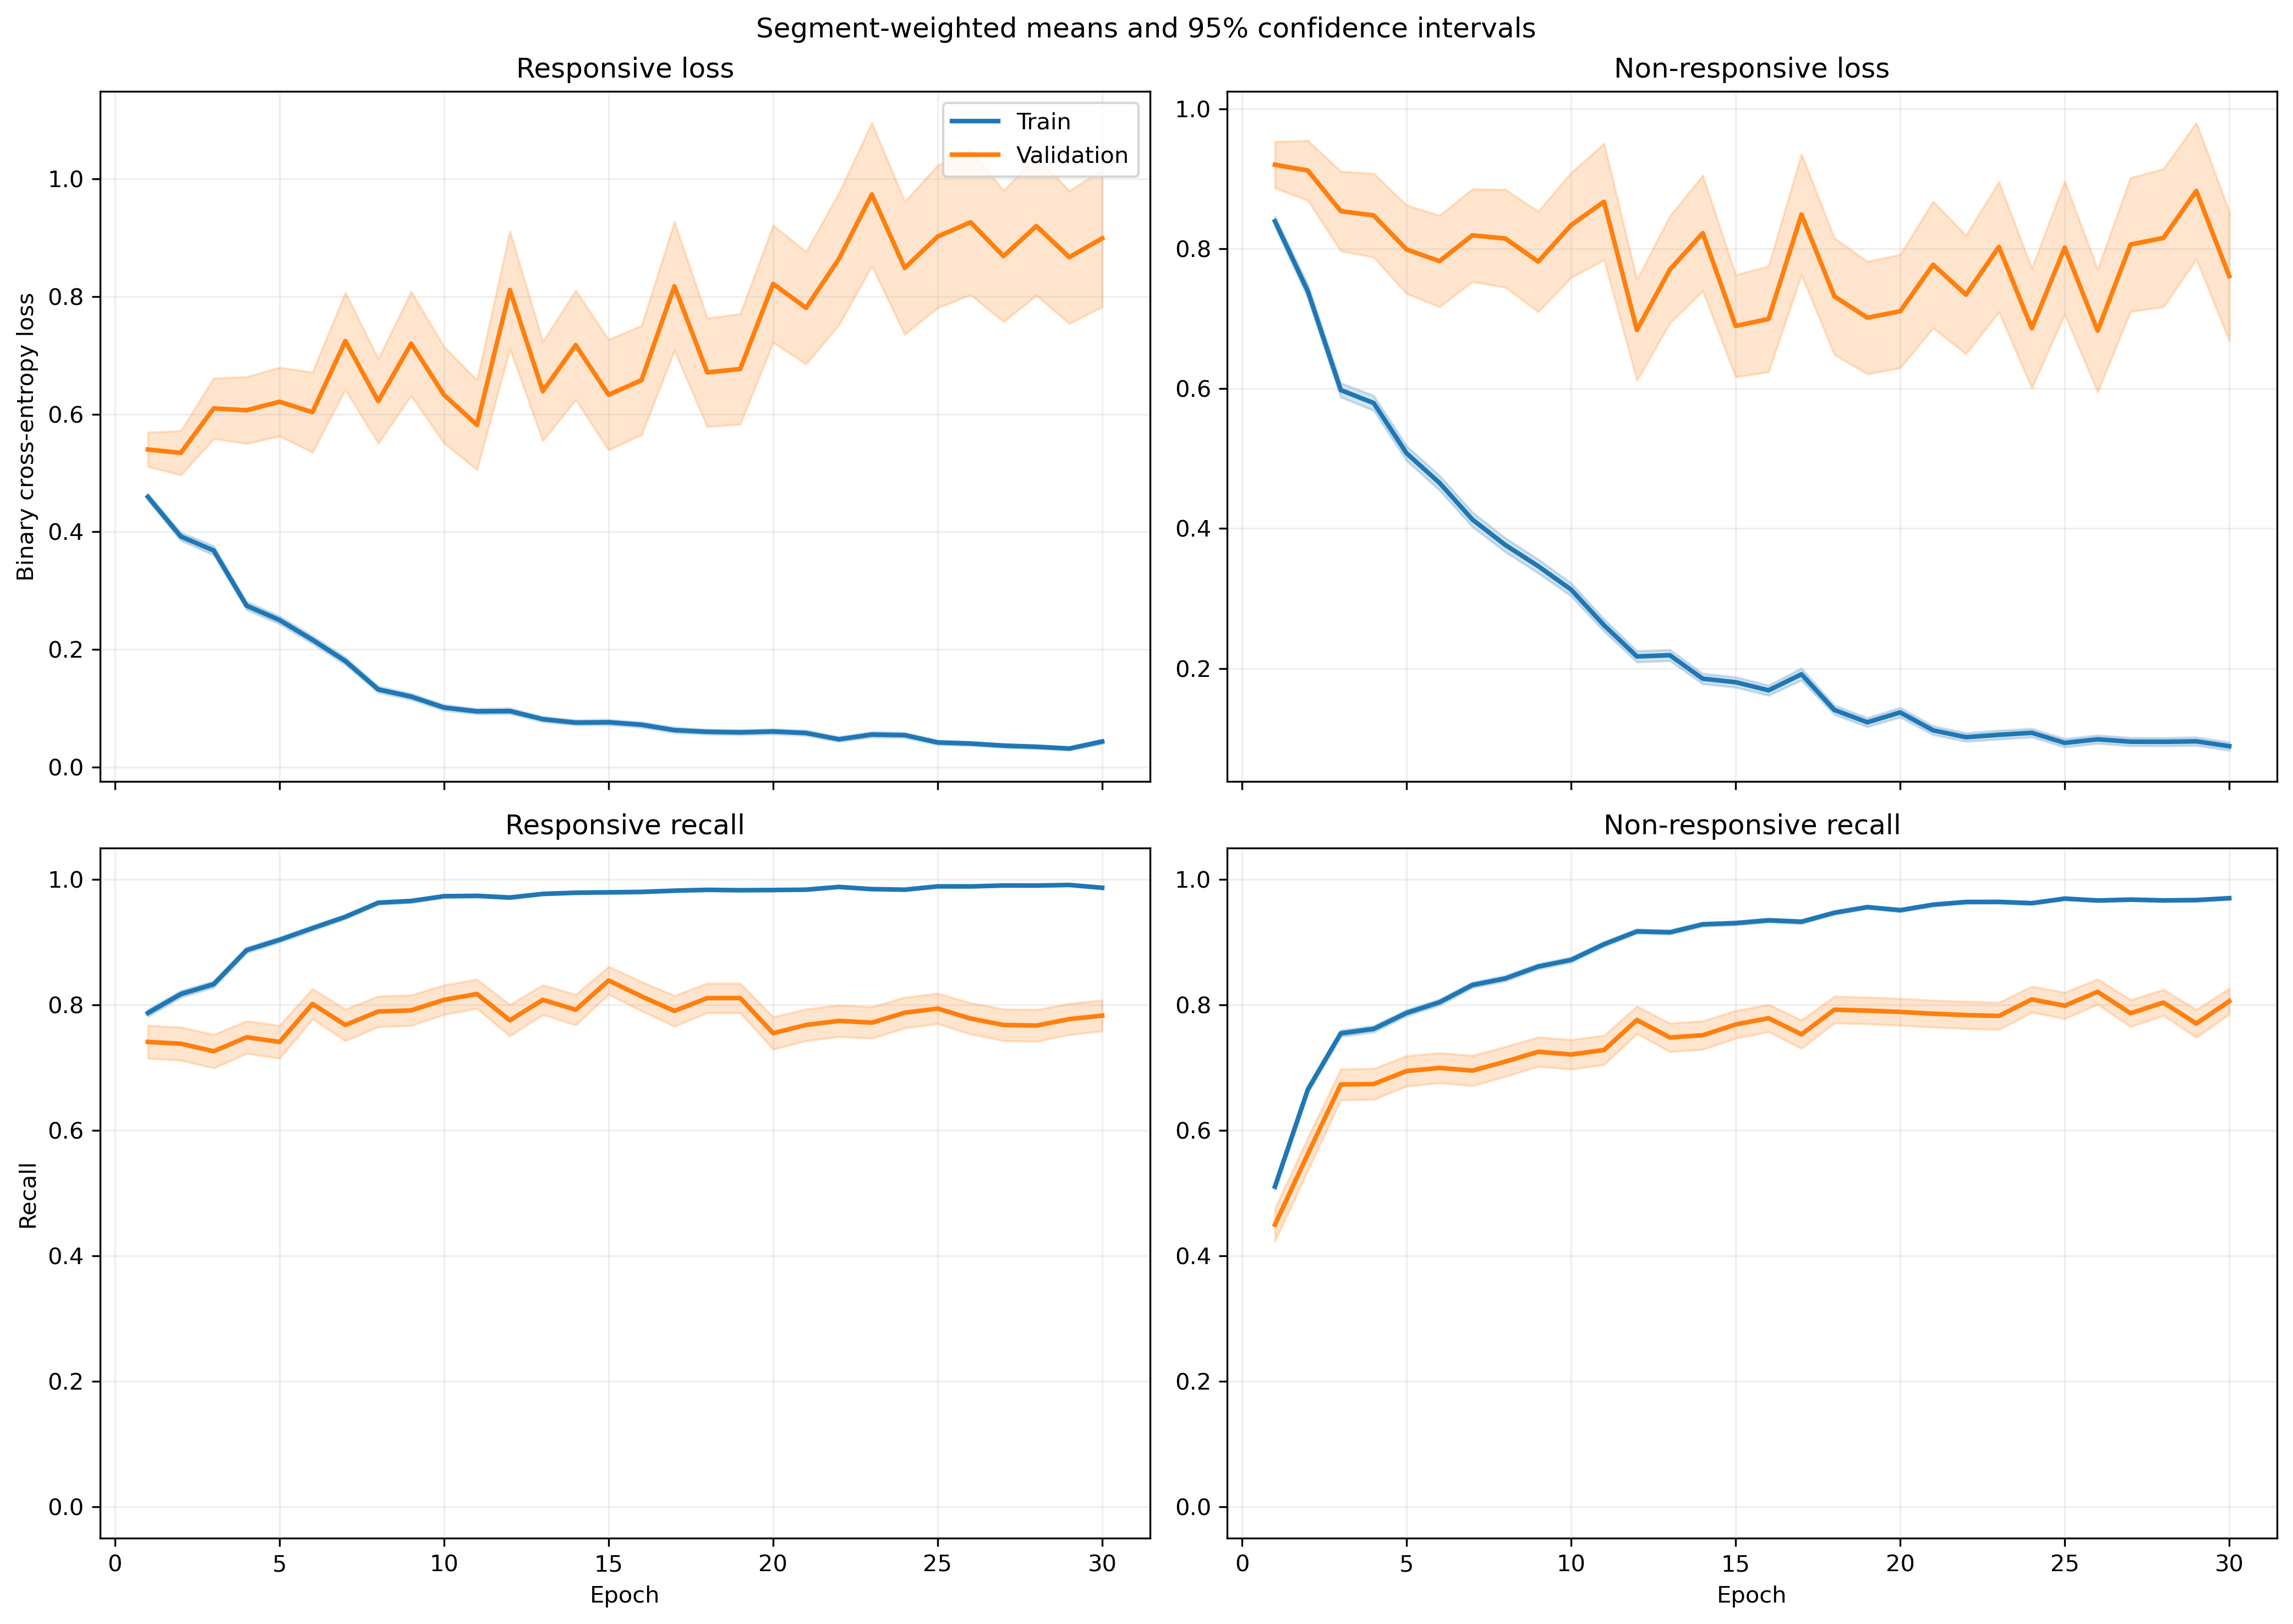 Segment-weighted means and 95% confidence intervals
Responsive loss
Non-responsive loss
Train
Validation
Binary cross-entropy loss
1.0
0.8
0.6
0.4
0.2
0.0
1.0
0.8
0.6
0.4
0.2
Responsive recall
Non-responsive recall
Recall
1.0
0.8
0.6
0.4
0.2
0.0
0 5 10 15 20 25 30
Epoch
1.0
0.8
0.6
0.4
0.2
0.0
0 5 10 15 20 25 30
Epoch